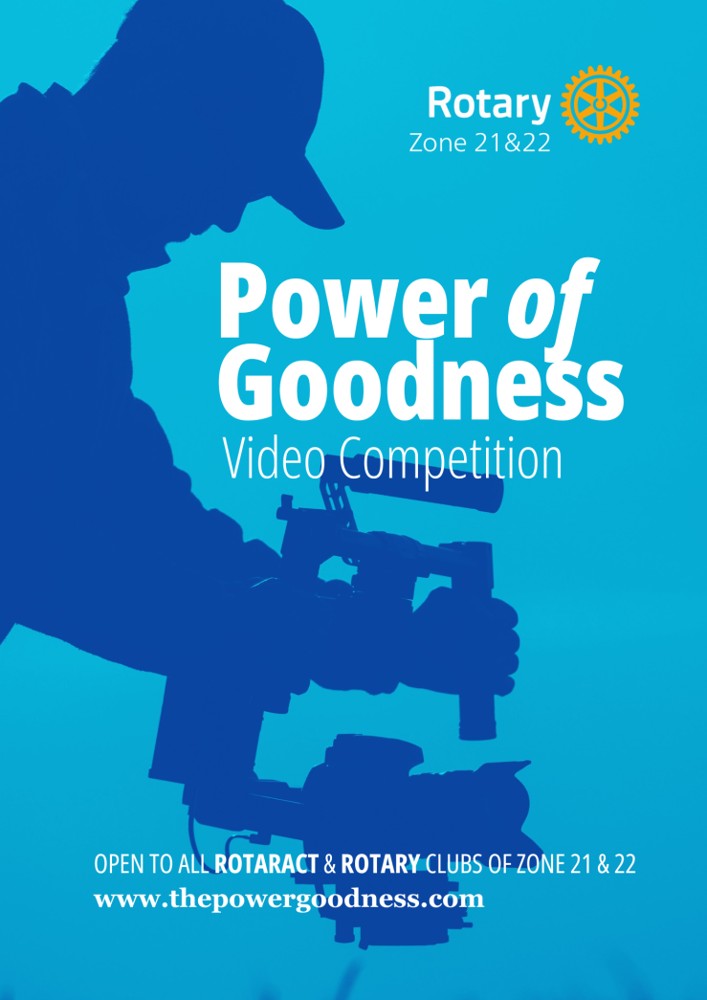 Rotary
Zone 21&22
Power of
Goodness
Video Competition
OPEN TO ALL ROTARACT & ROTARY CLUBS OF ZONE 21 & 22
www.thepowergoodness.com